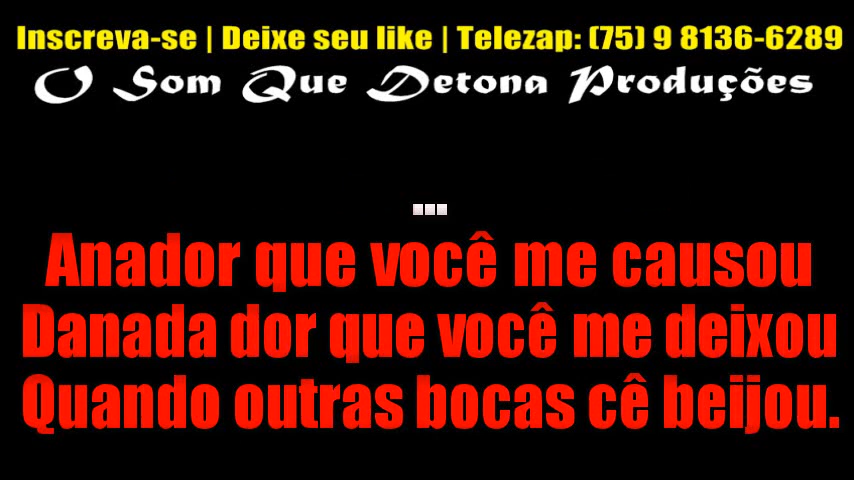 Inscreva-se | Deixe seu like | Telezap: (75) 9 8136-6289
O Som Que Detona Produções
...
Anador que você me causou
Danada dor que você me deixou
Quando outras bocas cê beijou.